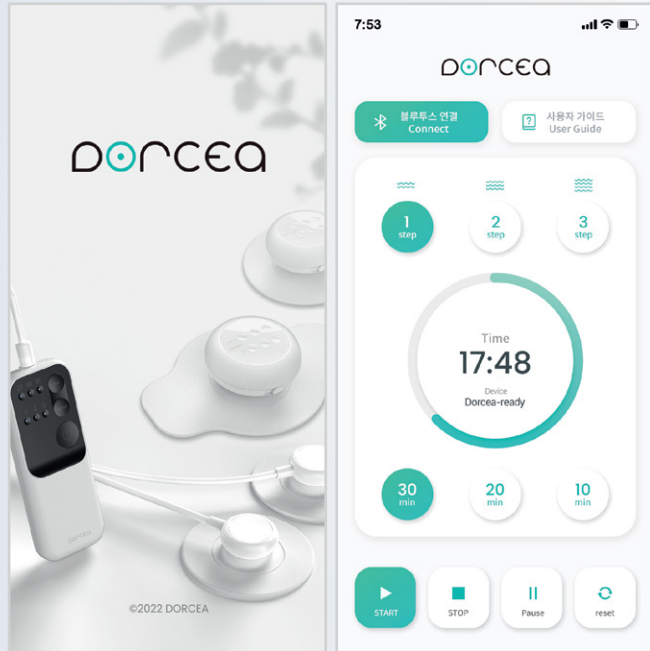 DORCEA
DORCEA
©2022 DORCEA
7:53
DORCEA
블루투스 연결
Connect
?
사용자 가이드
User Guide
1
step
2
step
3
step
Time
17:48
Device
Dorcea-ready
30
min
20
min
10
min
START
STOP
Pause
reset